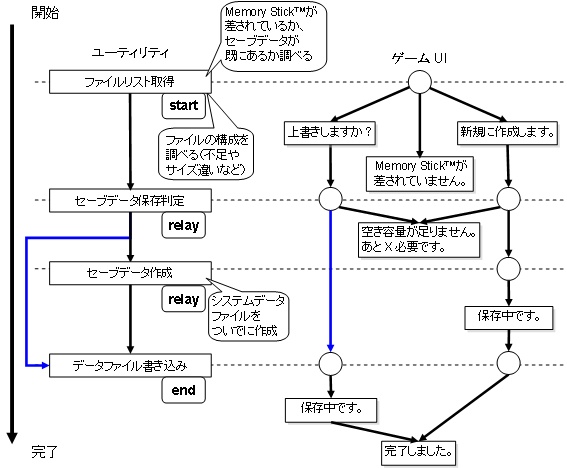 開始
Memory Stick™が
差されているか、
セーブデータが
既にあるか調べる
ユーティリティ
ゲームUI
ファイルリスト取得
start
ファイルの構成を
調べる(不足や
サイズ違いなど)
上書きしますか？
新規に作成します。
Memory Stick™が
差されていません。
セーブデータ保存判定
relay
空き容量が足りません。
あとX必要です。
セーブデータ作成
relay
システムデータ
ファイルを
ついでに作成
保存中です。
データファイル書き込み
end
保存中です。
完了しました。
完了